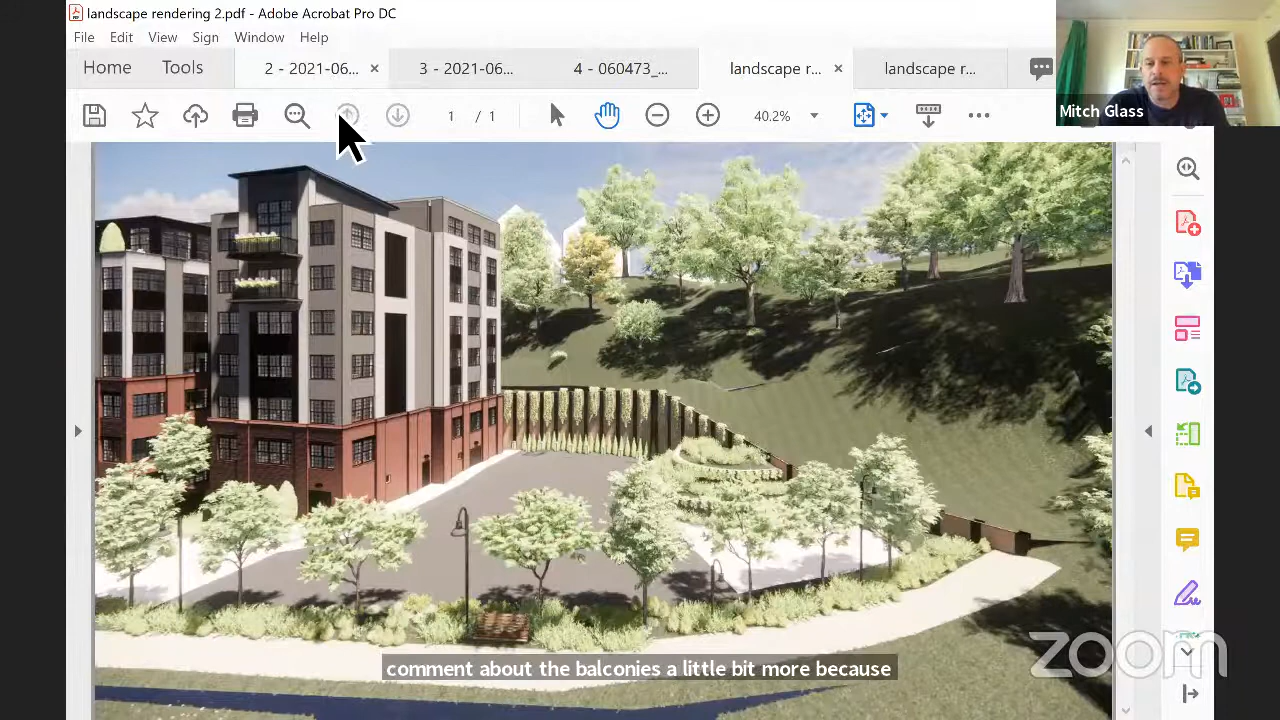 landscape rendering 2.pdf - Adobe Acrobat Pro DC
File Edit View Sign Window Help
Home Tools 2 - 2021-06... × 3 - 2021-06... 4 - 060473_... landscape r... × landscape r...
1 / 1 40.2%
Mitch Glass
comment about the balconies a little bit more because
zoom